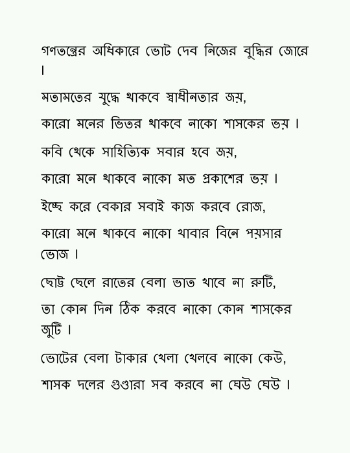 গণতন্ত্রের অধিকারে ভোট দেব নিজের বুদ্ধির জোরে
।
মতামতের যুদ্ধে থাকবে স্বাধীনতার জয়,
কারো মনের ভিতর থাকবে নাকো শাসকের ভয় ।
কবি থেকে সাহিত্যিক সবার হবে জয়,
কারো মনে থাকবে নাকো মত প্রকাশের ভয় ।
ইচ্ছে করে বেকার সবাই কাজ করবে রোজ,
কারো মনে থাকবে নাকো খাবার বিনে পয়সার
ভোজ ।
ছোট্ট ছেলে রাতের বেলা ভাত খাবে না রুটি,
তা কোন দিন ঠিক করবে নাকো কোন শাসকের
জুটি ।
ভোটের বেলা টাকার খেলা খেলবে নাকো কেউ,
শাসক দলের গুণ্ডারা সব করবে না ঘেউ ঘেউ ।